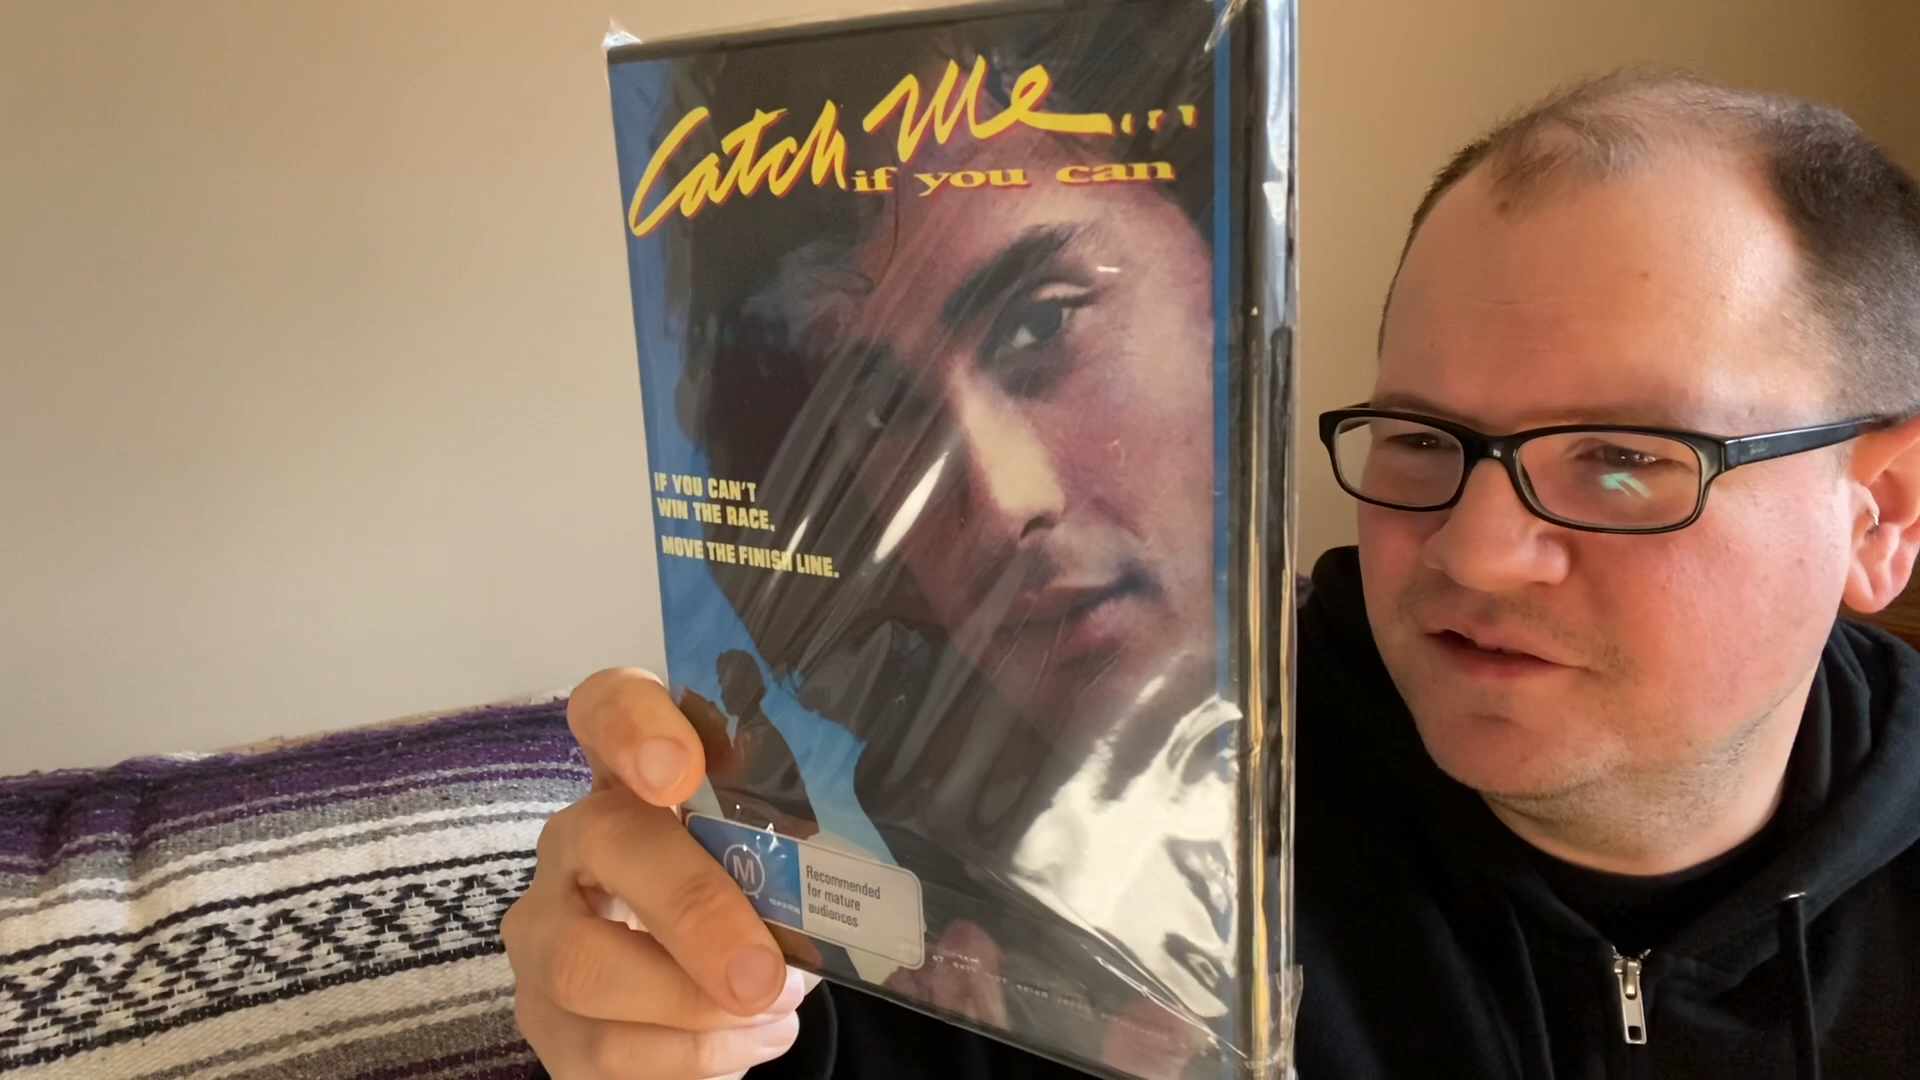 Catch Me...
if you can
IF YOU CAN'T
WIN THE RACE,
MOVE THE FINISH LINE.
M
Recommended
for mature
audiences